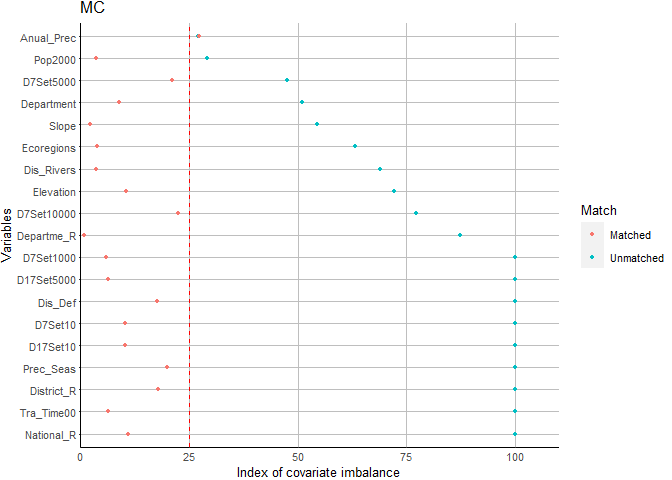 MC
Variables
Anual_Prec
Pop2000
D7Set5000
Department
Slope
Ecoregions
Dis_Rivers
Elevation
D7Set10000
Departme_R
D7Set1000
D17Set5000
Dis_Def
D7Set10
D17Set10
Prec_Seas
District_R
Tra_Time00
National_R
0 25 50 75 100
Index of covariate imbalance
Match
Matched
Unmatched